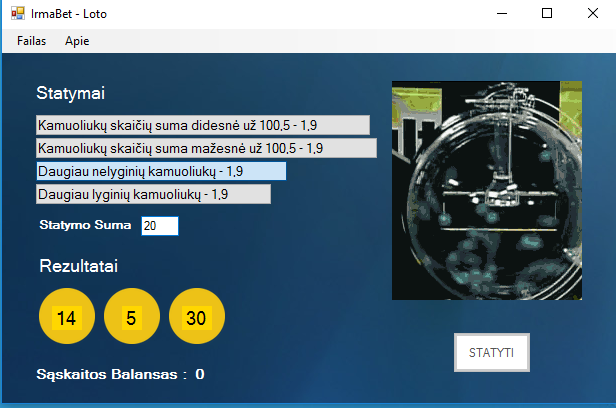 IrmaBet - Loto
Failas Apie
Statymai
Kamuoliukų skaičių suma didesnė už 100,5 - 1,9
Kamuoliukų skaičių suma mažesnė už 100,5 - 1,9
Daugiau nelyginių kamuoliukų - 1,9
Daugiau lyginių kamuoliukų - 1,9
Statymo Suma 20
Rezultatai
14 5 30
STATYTI
Sąskaitos Balansas : 0